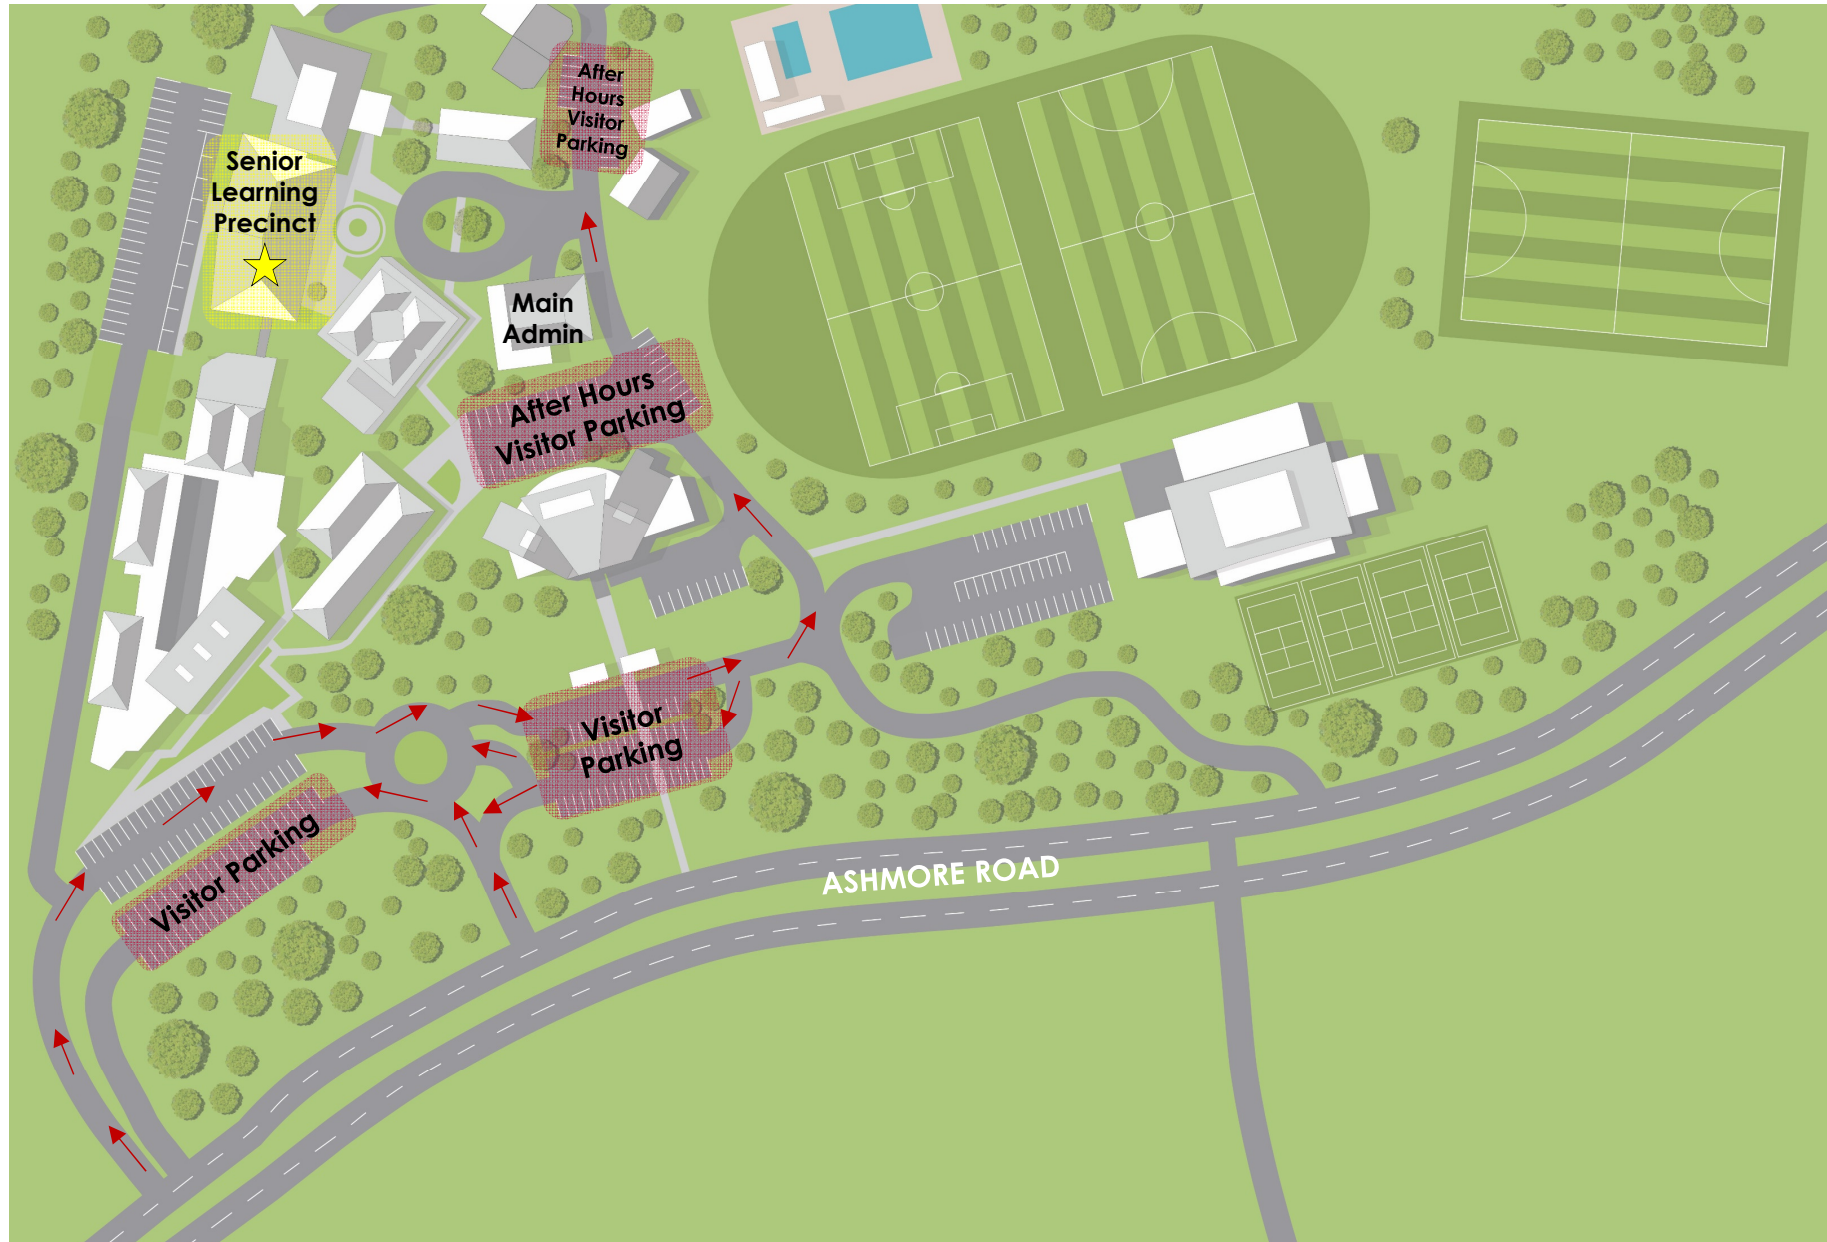 After
Hours
Visitor
Parking
Senior
Learning
Precinct
Main
Admin
After Hours
Visitor Parking
Visitor
Parking
Visitor Parking
ASHMORE ROAD